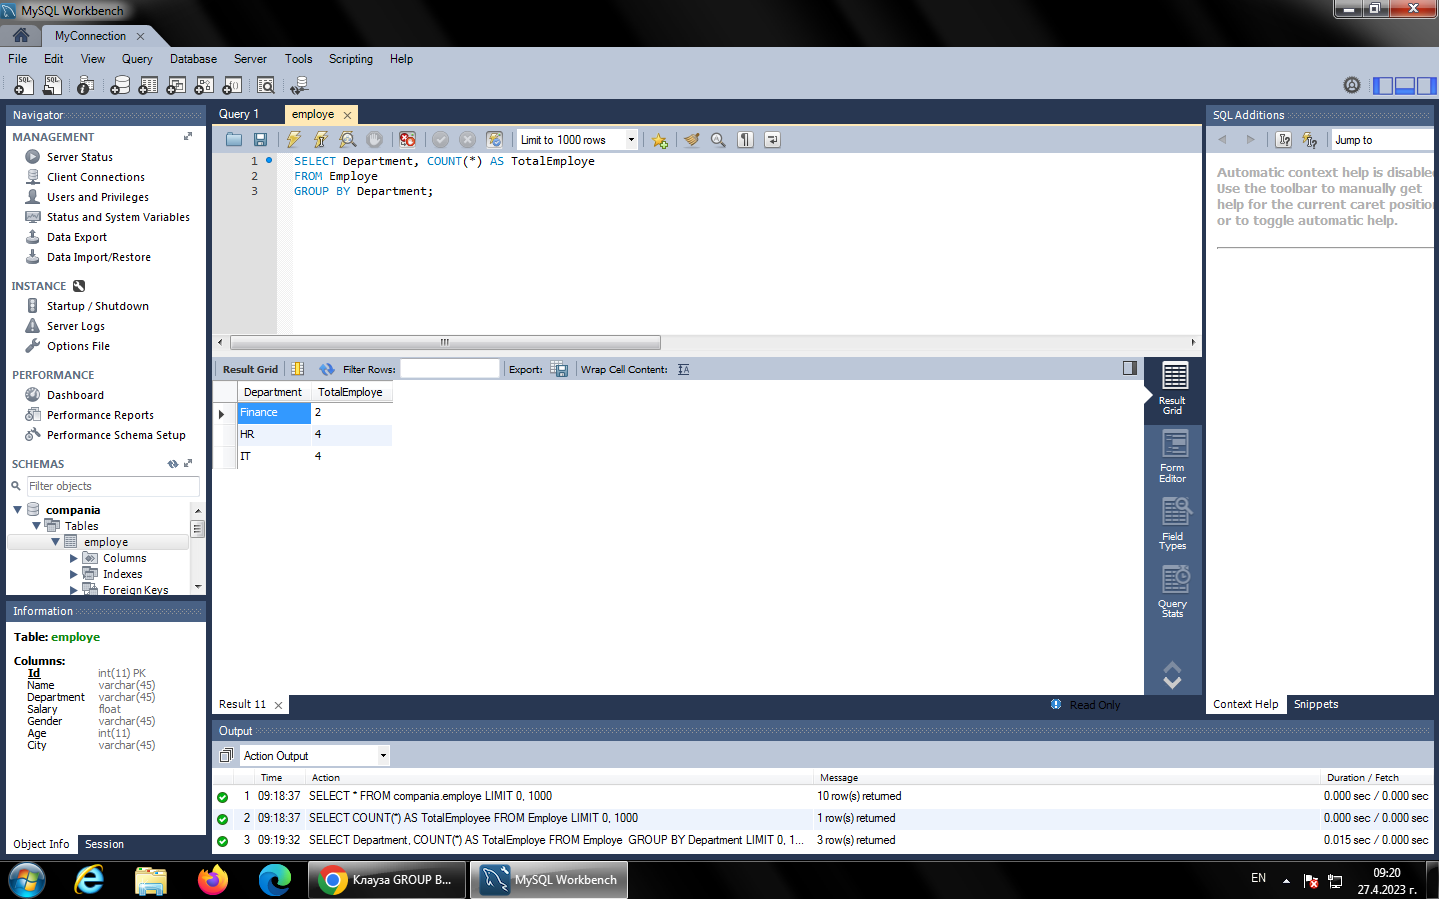 MySQL Workbench
MyConnection
File Edit View Query Database Server Tools Scripting Help
Navigator
MANAGEMENT
Server Status
Client Connections
Users and Privileges
Status and System Variables
Data Export
Data Import/Restore
INSTANCE
Startup / Shutdown
Server Logs
Options File
PERFORMANCE
Dashboard
Performance Reports
Performance Schema Setup
SCHEMAS
Filter objects
compania
Tables
employe
Columns
Indexes
Foreign Keys
Information
Table: employe
Columns:
Id int(11) PK
Name varchar(45)
Department varchar(45)
Salary float
Gender varchar(45)
Age int(11)
City varchar(45)
Object Info Session
Query 1 employe
Limit to 1000 rows
1 SELECT Department, COUNT(*) AS TotalEmploye
2 FROM Employe
3 GROUP BY Department;
Result Grid Filter Rows: Export: Wrap Cell Content:
Department TotalEmploye
Finance 2
HR 4
IT 4
Result Grid
Form Editor
Field Types
Query Stats
Result 11 Read Only
SQL Additions
Jump to
Automatic context help is disable
Use the toolbar to manually get
help for the current caret position
or to toggle automatic help.
Context Help Snippets
Output
Action Output
Time Action Message Duration / Fetch
1 09:18:37 SELECT * FROM compania.employe LIMIT 0, 1000 10 row(s) returned 0.000 sec / 0.000 sec
2 09:18:37 SELECT COUNT(*) AS TotalEmployee FROM Employe LIMIT 0, 1000 1 row(s) returned 0.000 sec / 0.000 sec
3 09:19:32 SELECT Department, COUNT(*) AS TotalEmploye FROM Employe GROUP BY Department LIMIT 0, 1... 3 row(s) returned 0.015 sec / 0.000 sec
Клауза GROUP B... MySQL Workbench
EN
09:20
27.4.2023 г.